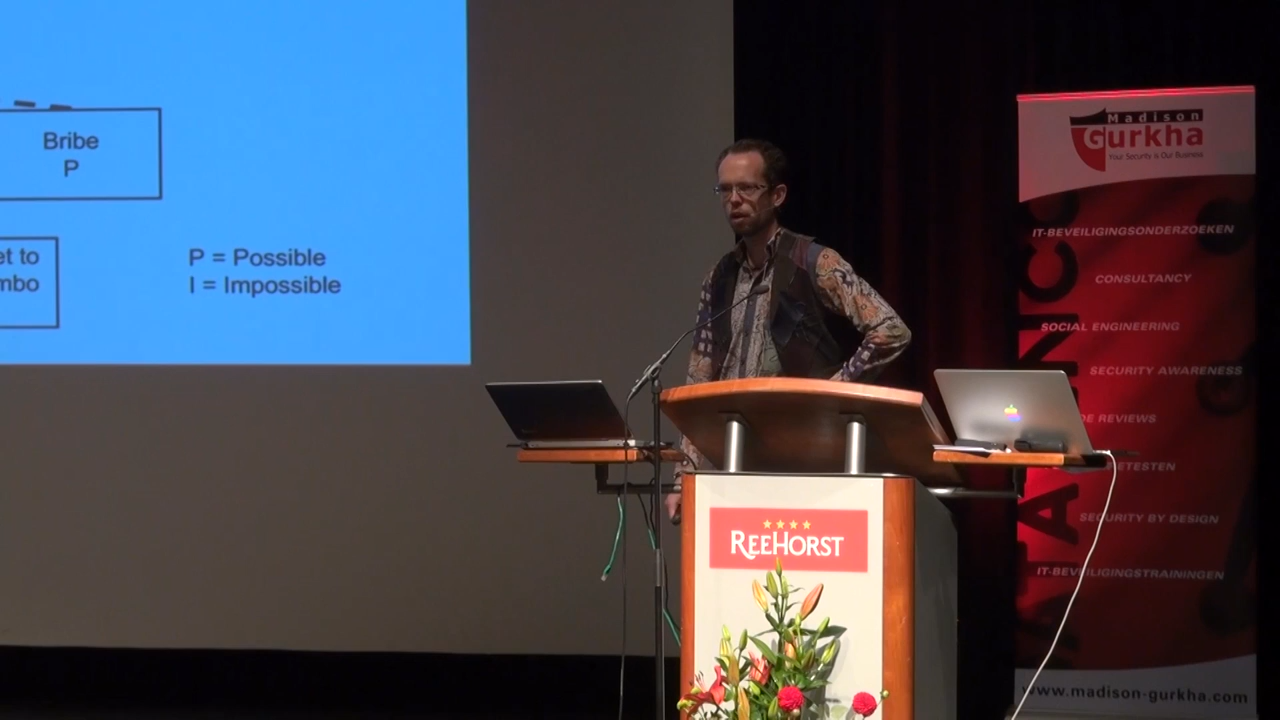 Bribe
P
et to
mbo
P = Possible
I = Impossible
Madison
Gurkha
Your Security is Our Business
IT-BEVEILIGINGSONDERZOEKEN
CONSULTANCY
SOCIAL ENGINEERING
SECURITY AWARENESS
DE REVIEWS
ETESTEN
SECURITY BY DESIGN
IT-BEVEILIGINGSTRAININGEN
www.madison-gurkha.com
REEHORST